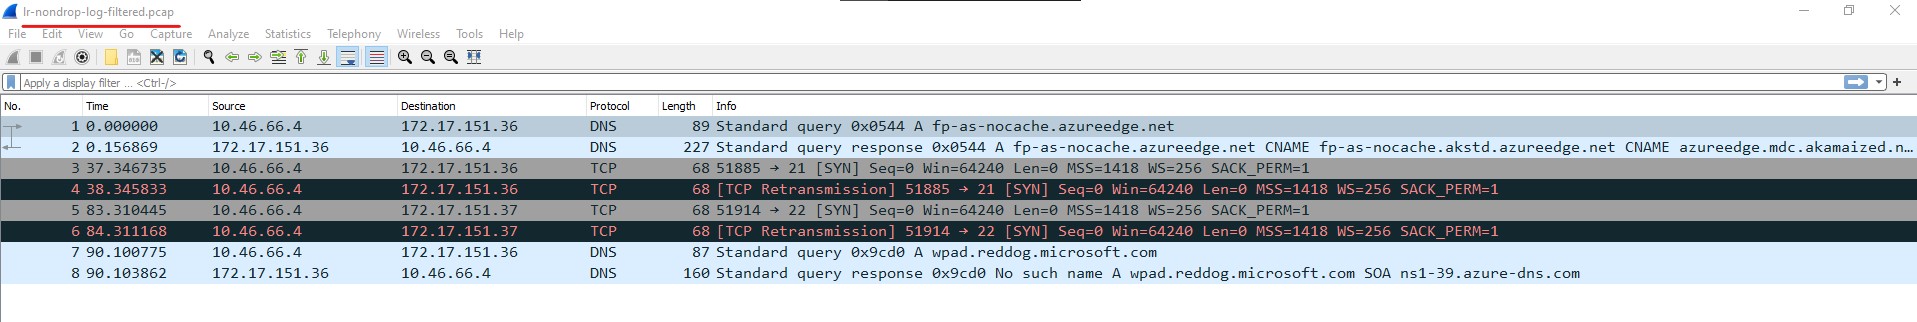 lr-nondrop-log-filtered.pcap
File Edit View Go Capture Analyze Statistics Telephony Wireless Tools Help
Apply a display filter ... <Ctrl-/>
No. Time Source Destination Protocol Length Info
1 0.000000 10.46.66.4 172.17.151.36 DNS 89 Standard query 0x0544 A fp-as-nocache.azureedge.net
2 0.156869 172.17.151.36 10.46.66.4 DNS 227 Standard query response 0x0544 A fp-as-nocache.azureedge.net CNAME fp-as-nocache.akstd.azureedge.net CNAME azureedge.mdc.akamaized.n…
3 37.346735 10.46.66.4 172.17.151.36 TCP 68 51885 → 21 [SYN] Seq=0 Win=64240 Len=0 MSS=1418 WS=256 SACK_PERM=1
4 38.345833 10.46.66.4 172.17.151.36 TCP 68 [TCP Retransmission] 51885 → 21 [SYN] Seq=0 Win=64240 Len=0 MSS=1418 WS=256 SACK_PERM=1
5 83.310445 10.46.66.4 172.17.151.37 TCP 68 51914 → 22 [SYN] Seq=0 Win=64240 Len=0 MSS=1418 WS=256 SACK_PERM=1
6 84.311168 10.46.66.4 172.17.151.37 TCP 68 [TCP Retransmission] 51914 → 22 [SYN] Seq=0 Win=64240 Len=0 MSS=1418 WS=256 SACK_PERM=1
7 90.100775 10.46.66.4 172.17.151.36 DNS 87 Standard query 0x9cd0 A wpad.reddog.microsoft.com
8 90.103862 172.17.151.36 10.46.66.4 DNS 160 Standard query response 0x9cd0 No such name A wpad.reddog.microsoft.com SOA ns1-39.azure-dns.com